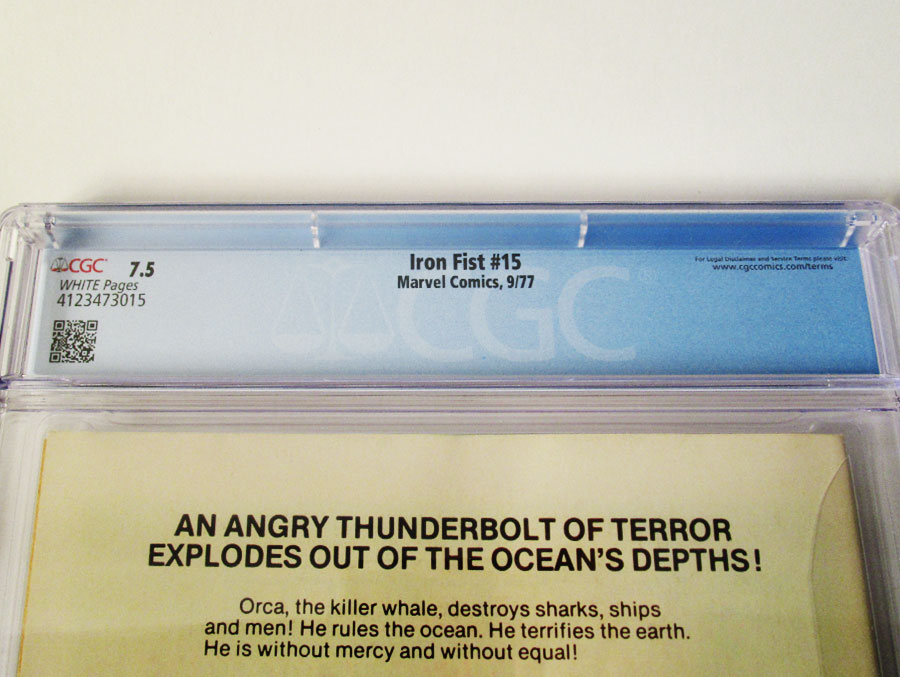 CGC 7.5
WHITE Pages
4123473015
Iron Fist #15
Marvel Comics, 9/77
For Legal Disclaimer and Service Terms please visit:
www.cgccomics.com/terms
CGC
AN ANGRY THUNDERBOLT OF TERROR
EXPLODES OUT OF THE OCEAN'S DEPTHS!
Orca, the killer whale, destroys sharks, ships
and men! He rules the ocean. He terrifies the earth.
He is without mercy and without equal!